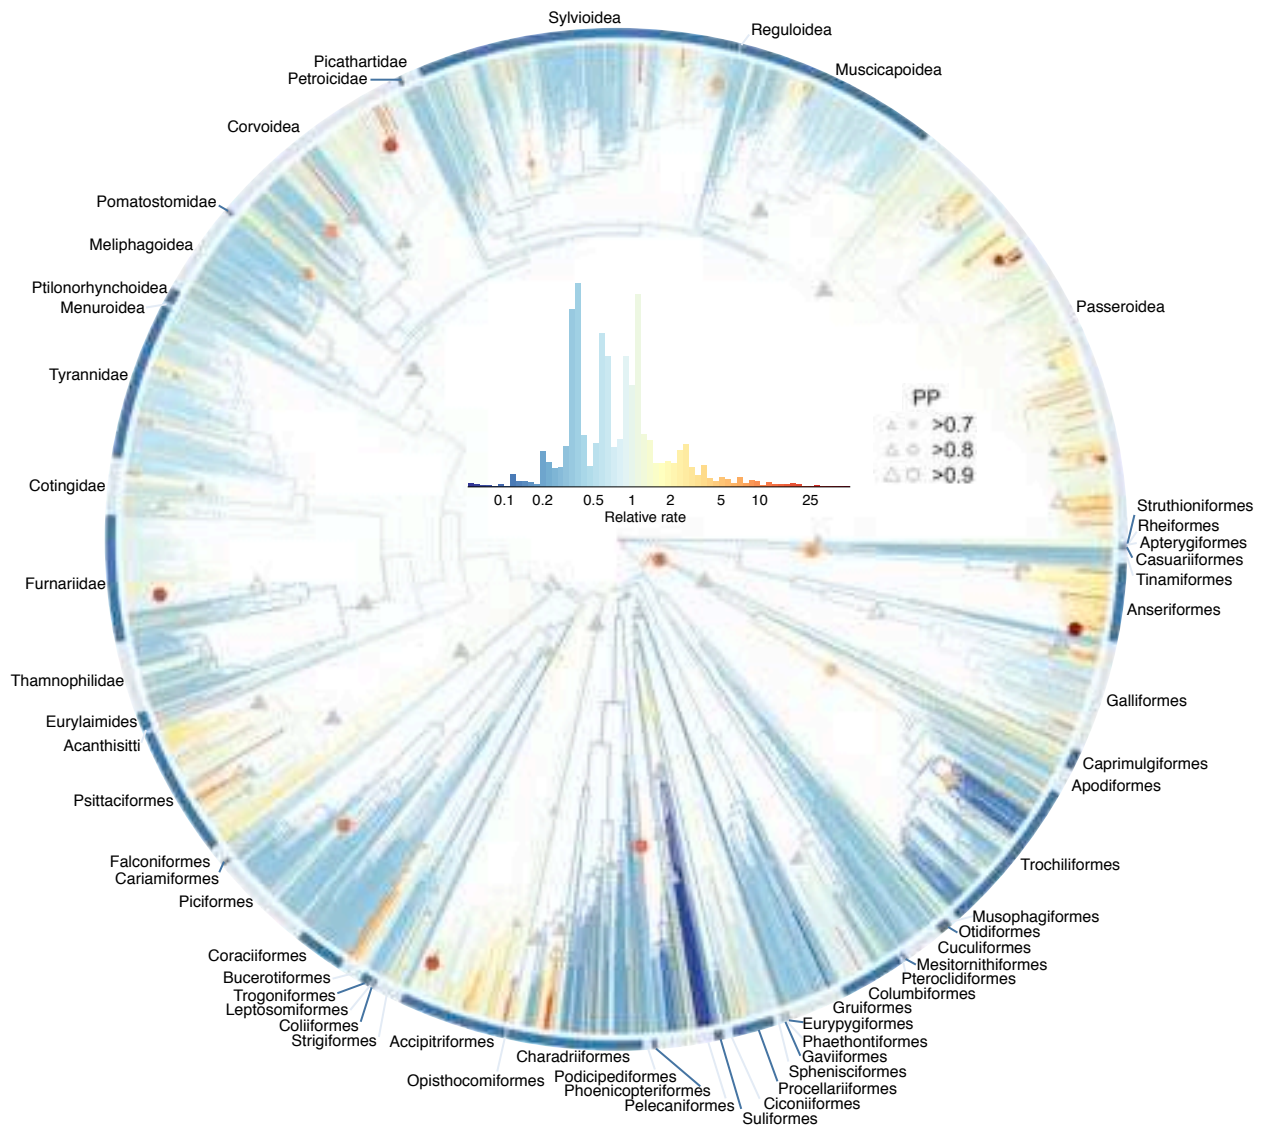 Sylvioidea
Reguloidea
Muscicapoidea
Picathartidae
Petroicidae
Corvoidea
Pomatostomidae
Meliphagoidea
Ptilonorhynchoidea
Menuroidea
Tyrannidae
Cotingidae
Furnariidae
Thamnophilidae
Eurylaimides
Acanthisitti
Psittaciformes
Falconiformes
Cariamiformes
Piciformes
Coraciiformes
Bucerotiformes
Trogoniformes
Leptosomiformes
Coliiformes
Strigiformes
Accipitriformes
Opisthocomiformes
Charadriiformes
Podicipediformes
Phoenicopteriformes
Pelecaniformes
Suliformes
Ciconiiformes
Procellariiformes
Sphenisciformes
Gaviiformes
Phaethontiformes
Eurypygiformes
Gruiformes
Columbiformes
Pteroclidiformes
Mesitornithiformes
Cuculiformes
Otidiformes
Musophagiformes
Trochiliformes
Apodiformes
Caprimulgiformes
Galliformes
Anseriformes
Tinamiformes
Casuariiformes
Apterygiformes
Rheiformes
Struthioniformes
Passeroidea
PP
>0.7
>0.8
>0.9
0.1 0.2 0.5 1 2 5 10 25
Relative rate